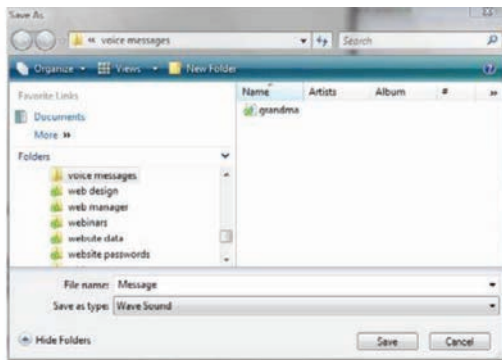 Save As
« voice messages
Search
Organize
Views
New Folder
Favorite Links
Documents
More »
Name Artists Album # »
grandma
Folders
voice messages
web design
web manager
webinars
website data
website passwords
File name: Message
Save as type: Wave Sound
Hide Folders
Save
Cancel